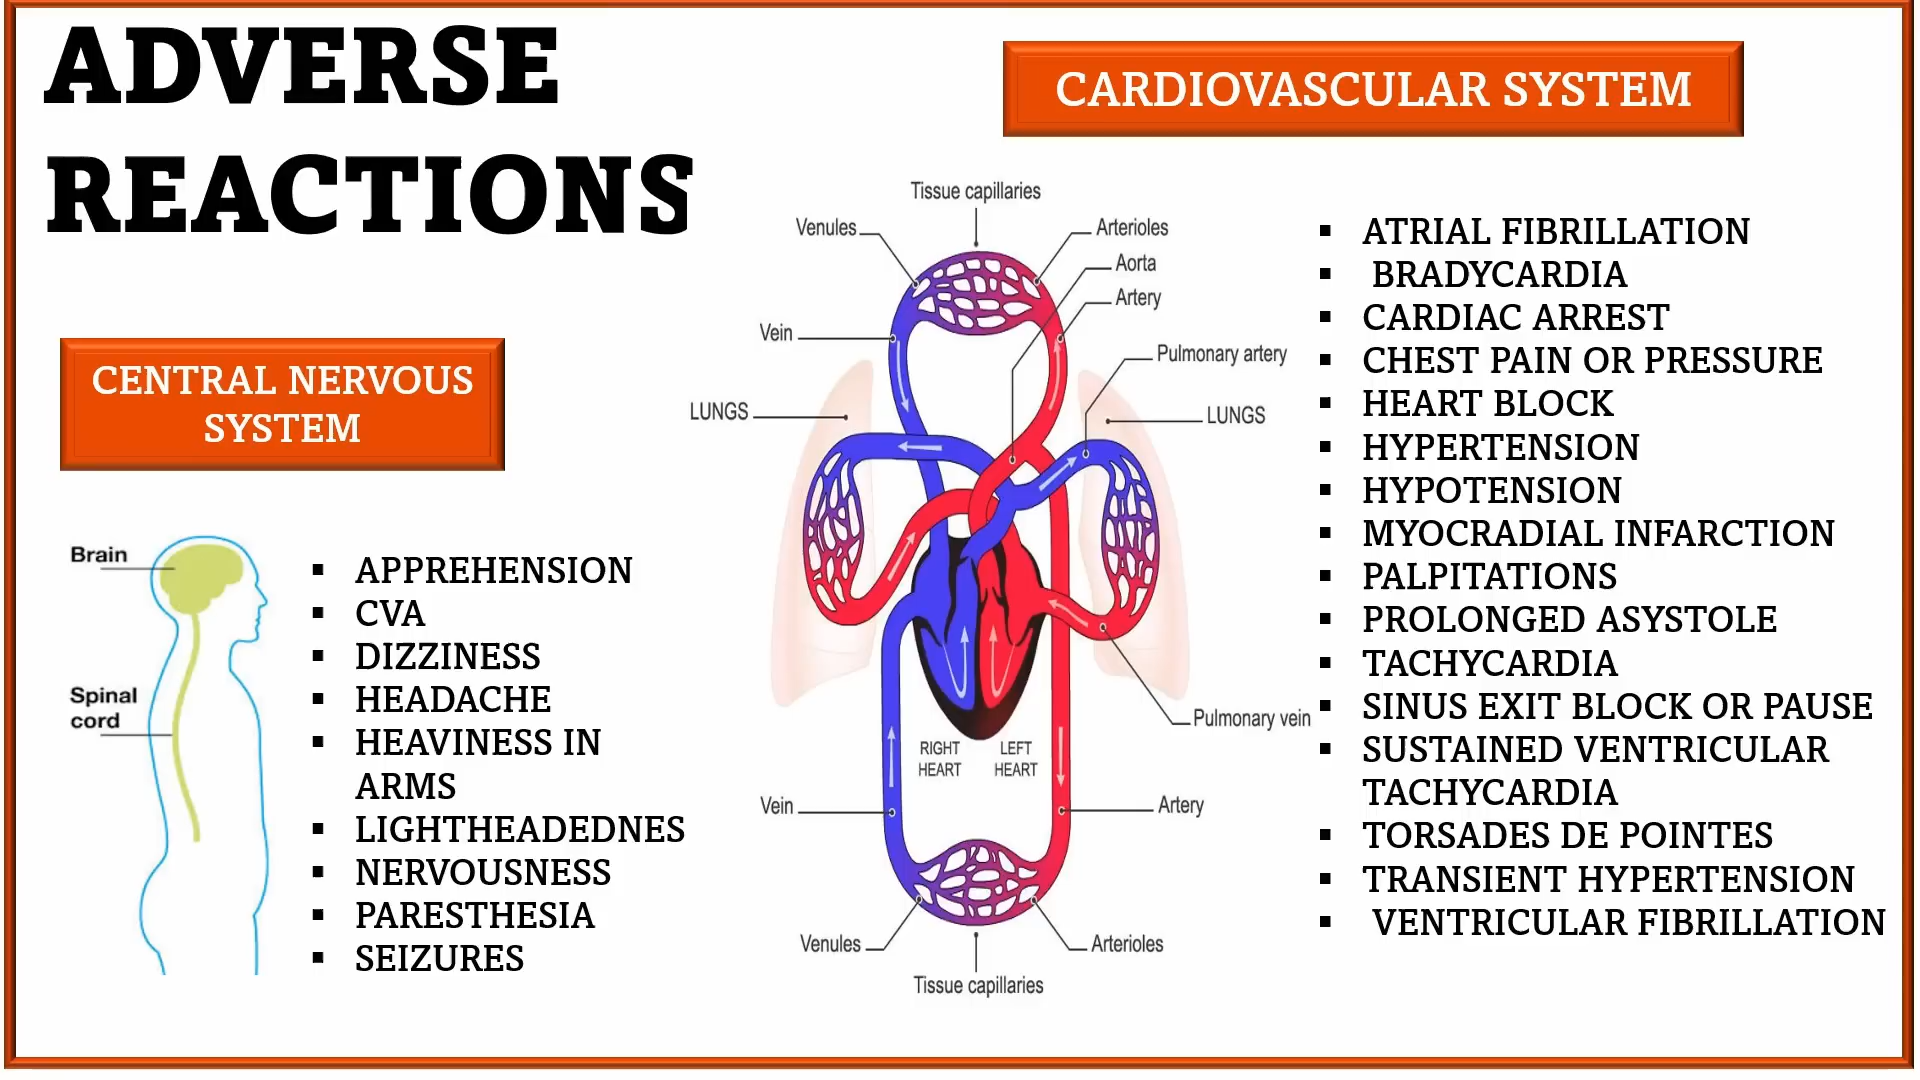 ADVERSE
REACTIONS
CENTRAL NERVOUS
SYSTEM
Brain
Spinal
cord
▪ APPREHENSION
▪ CVA
▪ DIZZINESS
▪ HEADACHE
▪ HEAVINESS IN
ARMS
▪ LIGHTHEADEDNES
▪ NERVOUSNESS
▪ PARESTHESIA
▪ SEIZURES
CARDIOVASCULAR SYSTEM
Tissue capillaries
Venules
Arterioles
Aorta
Artery
Vein
Pulmonary artery
LUNGS
LUNGS
Pulmonary vein
RIGHT
HEART
LEFT
HEART
Vein
Artery
Venules
Arterioles
Tissue capillaries
▪ ATRIAL FIBRILLATION
▪ BRADYCARDIA
▪ CARDIAC ARREST
▪ CHEST PAIN OR PRESSURE
▪ HEART BLOCK
▪ HYPERTENSION
▪ HYPOTENSION
▪ MYOCRADIAL INFARCTION
▪ PALPITATIONS
▪ PROLONGED ASYSTOLE
▪ TACHYCARDIA
▪ SINUS EXIT BLOCK OR PAUSE
▪ SUSTAINED VENTRICULAR
TACHYCARDIA
▪ TORSADES DE POINTES
▪ TRANSIENT HYPERTENSION
▪ VENTRICULAR FIBRILLATION